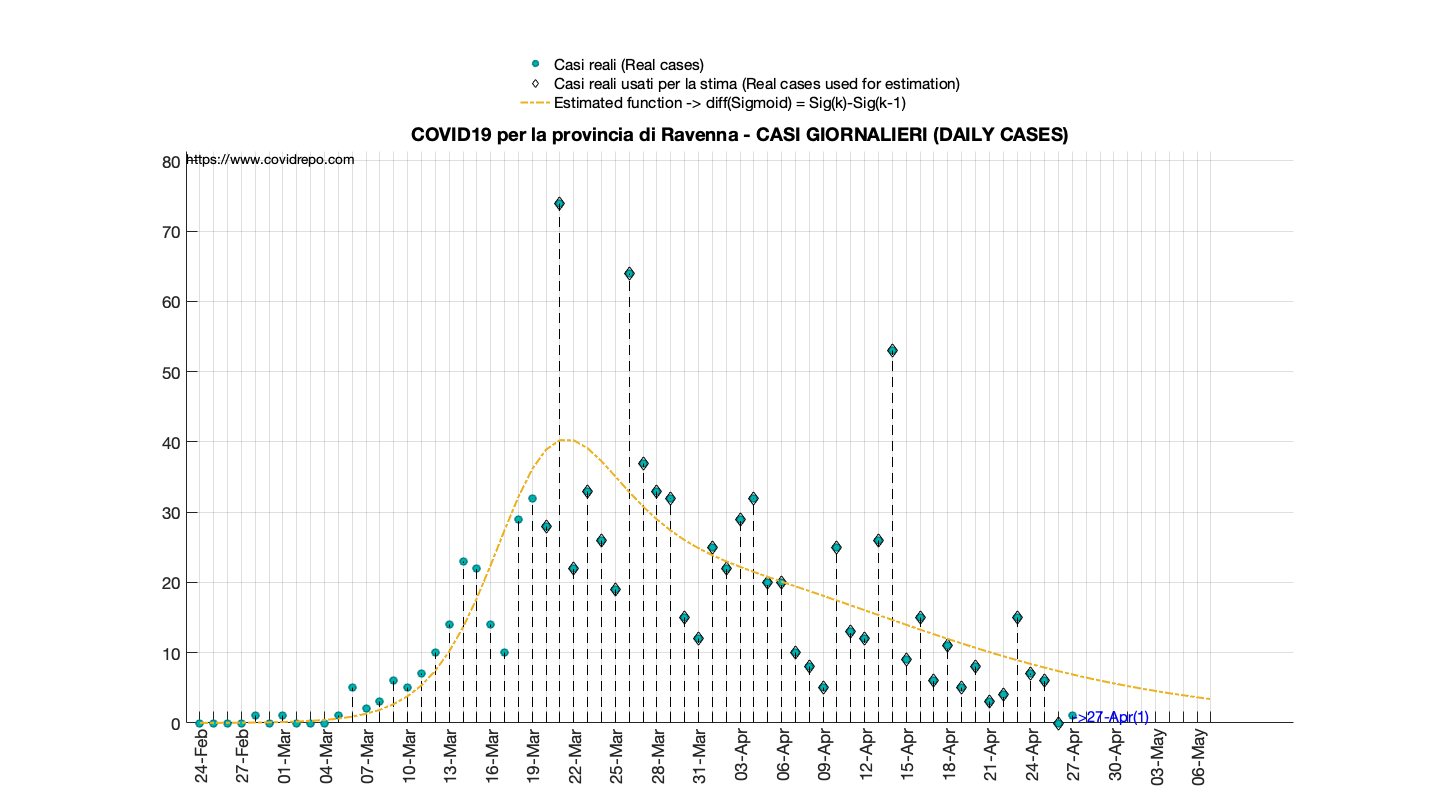 Casi reali (Real cases)
Casi reali usati per la stima (Real cases used for estimation)
Estimated function -> diff(Sigmoid) = Sig(k)-Sig(k-1)
COVID19 per la provincia di Ravenna - CASI GIORNALIERI (DAILY CASES)
https://www.covidrepo.com
80
70
60
50
40
30
20
10
0
>27-Apr(1)
24-Feb
27-Feb
01-Mar
04-Mar
07-Mar
10-Mar
13-Mar
16-Mar
19-Mar
22-Mar
25-Mar
28-Mar
31-Mar
03-Apr
06-Apr
09-Apr
12-Apr
15-Apr
18-Apr
21-Apr
24-Apr
27-Apr
30-Apr
03-May
06-May